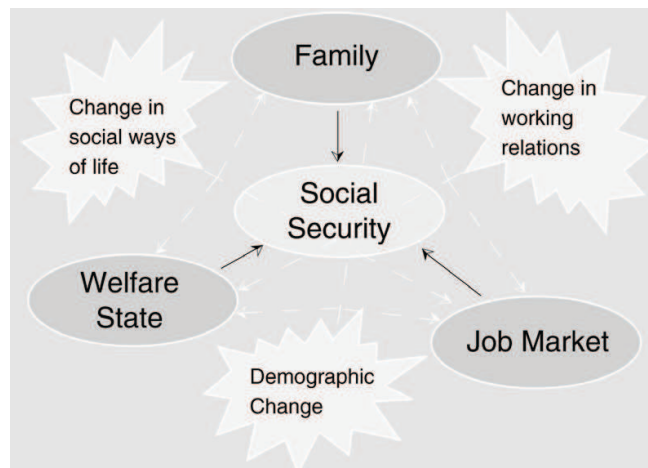 Family
Change in
social ways
of life
Change in
working
relations
Social
Security
Welfare
State
Job Market
Demographic
Change